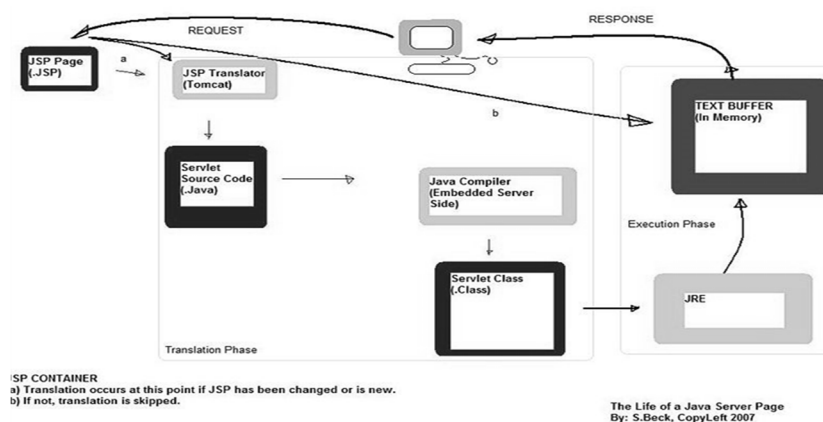 REQUEST
RESPONSE
JSP Page
(.JSP)
a
JSP Translator
(Tomcat)
b
TEXT BUFFER
(In Memory)
Servlet
Source Code
(.Java)
Java Compiler
(Embedded Server
Side)
Execution Phase
Servlet Class
(.Class)
JRE
Translation Phase
JSP CONTAINER
a) Translation occurs at this point if JSP has been changed or is new.
b) If not, translation is skipped.
The Life of a Java Server Page
By: S.Beck, CopyLeft 2007